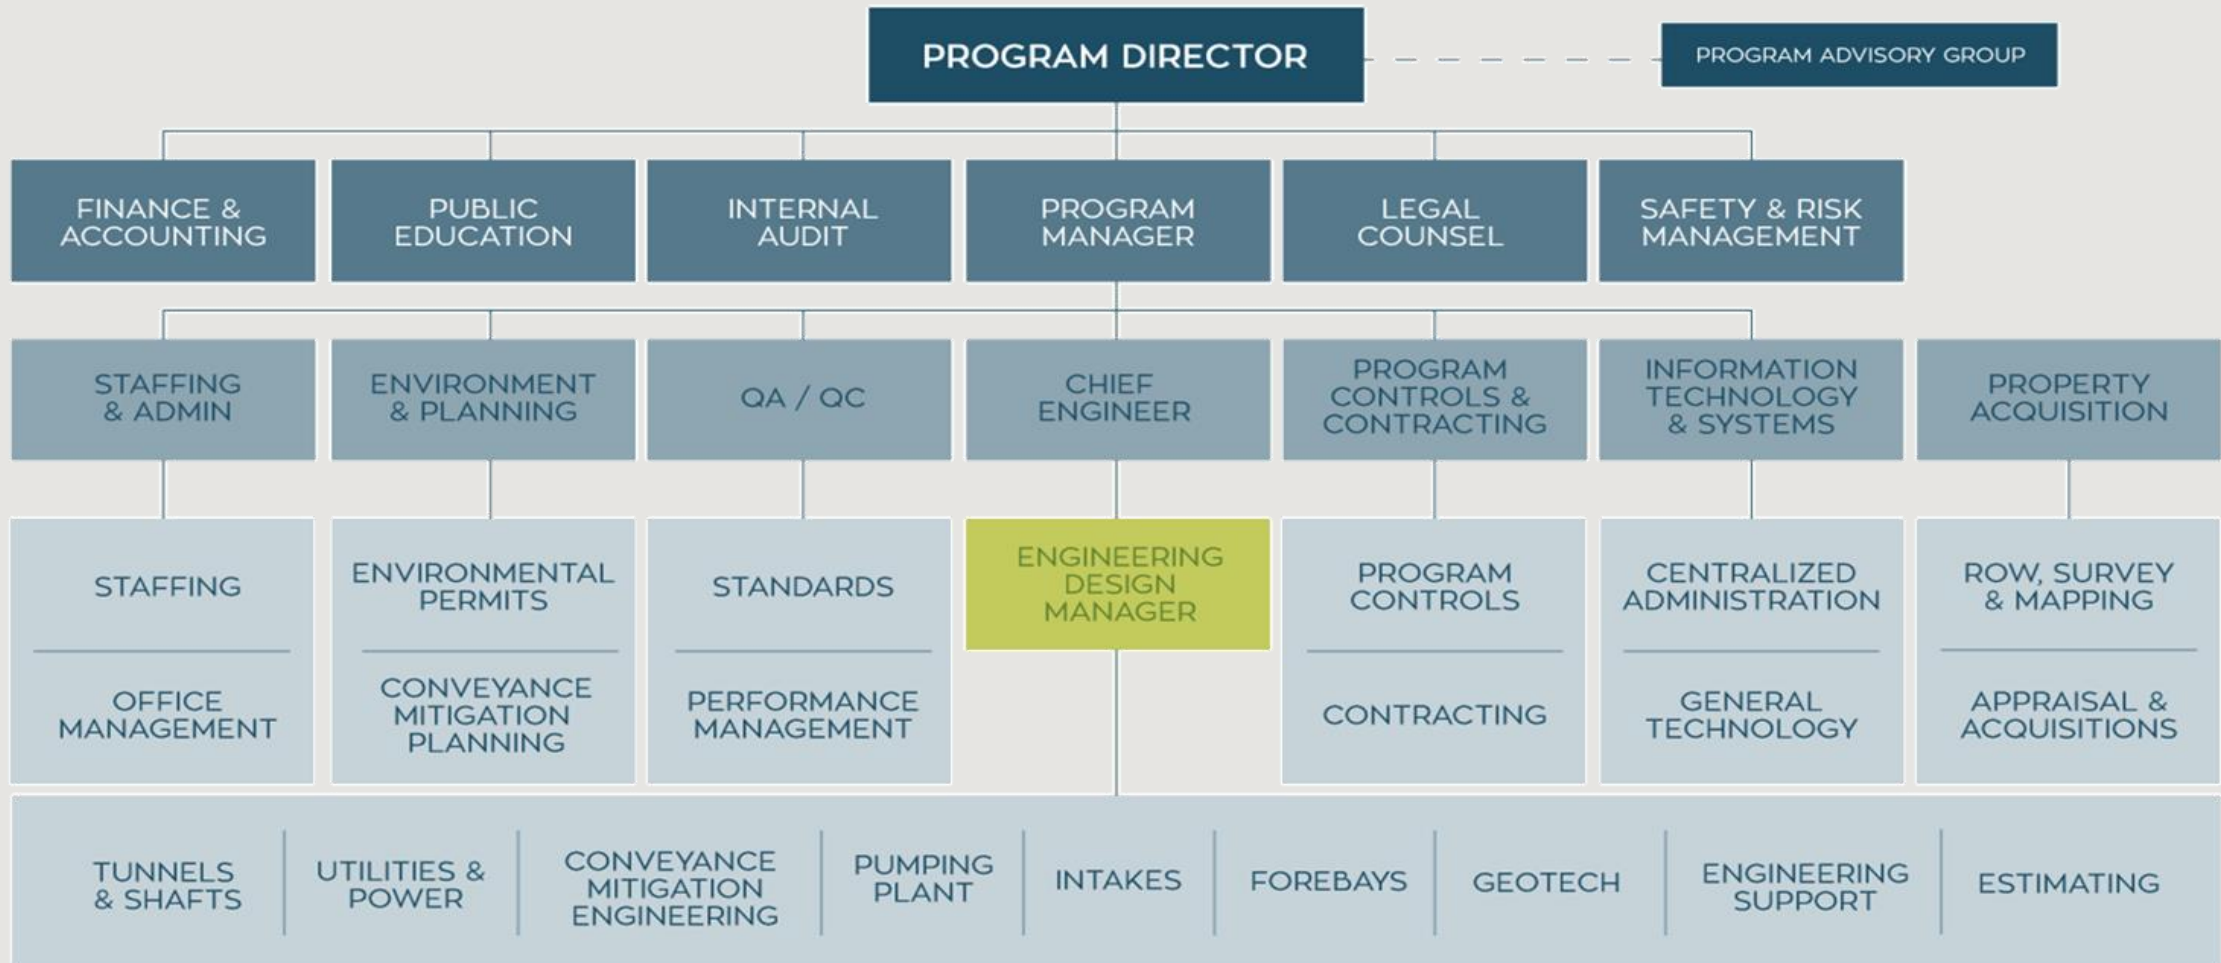 PROGRAM DIRECTOR
PROGRAM ADVISORY GROUP
FINANCE &
ACCOUNTING
PUBLIC
EDUCATION
INTERNAL
AUDIT
PROGRAM
MANAGER
LEGAL
COUNSEL
SAFETY & RISK
MANAGEMENT
STAFFING
& ADMIN
ENVIRONMENT
& PLANNING
QA / QC
CHIEF
ENGINEER
PROGRAM
CONTROLS &
CONTRACTING
INFORMATION
TECHNOLOGY
& SYSTEMS
PROPERTY
ACQUISITION
STAFFING
OFFICE
MANAGEMENT
ENVIRONMENTAL
PERMITS
CONVEYANCE
MITIGATION
PLANNING
STANDARDS
PERFORMANCE
MANAGEMENT
ENGINEERING
DESIGN
MANAGER
PROGRAM
CONTROLS
CONTRACTING
CENTRALIZED
ADMINISTRATION
GENERAL
TECHNOLOGY
ROW, SURVEY
& MAPPING
APPRAISAL &
ACQUISITIONS
TUNNELS
& SHAFTS
UTILITIES &
POWER
CONVEYANCE
MITIGATION
ENGINEERING
PUMPING
PLANT
INTAKES
FOREBAYS
GEOTECH
ENGINEERING
SUPPORT
ESTIMATING